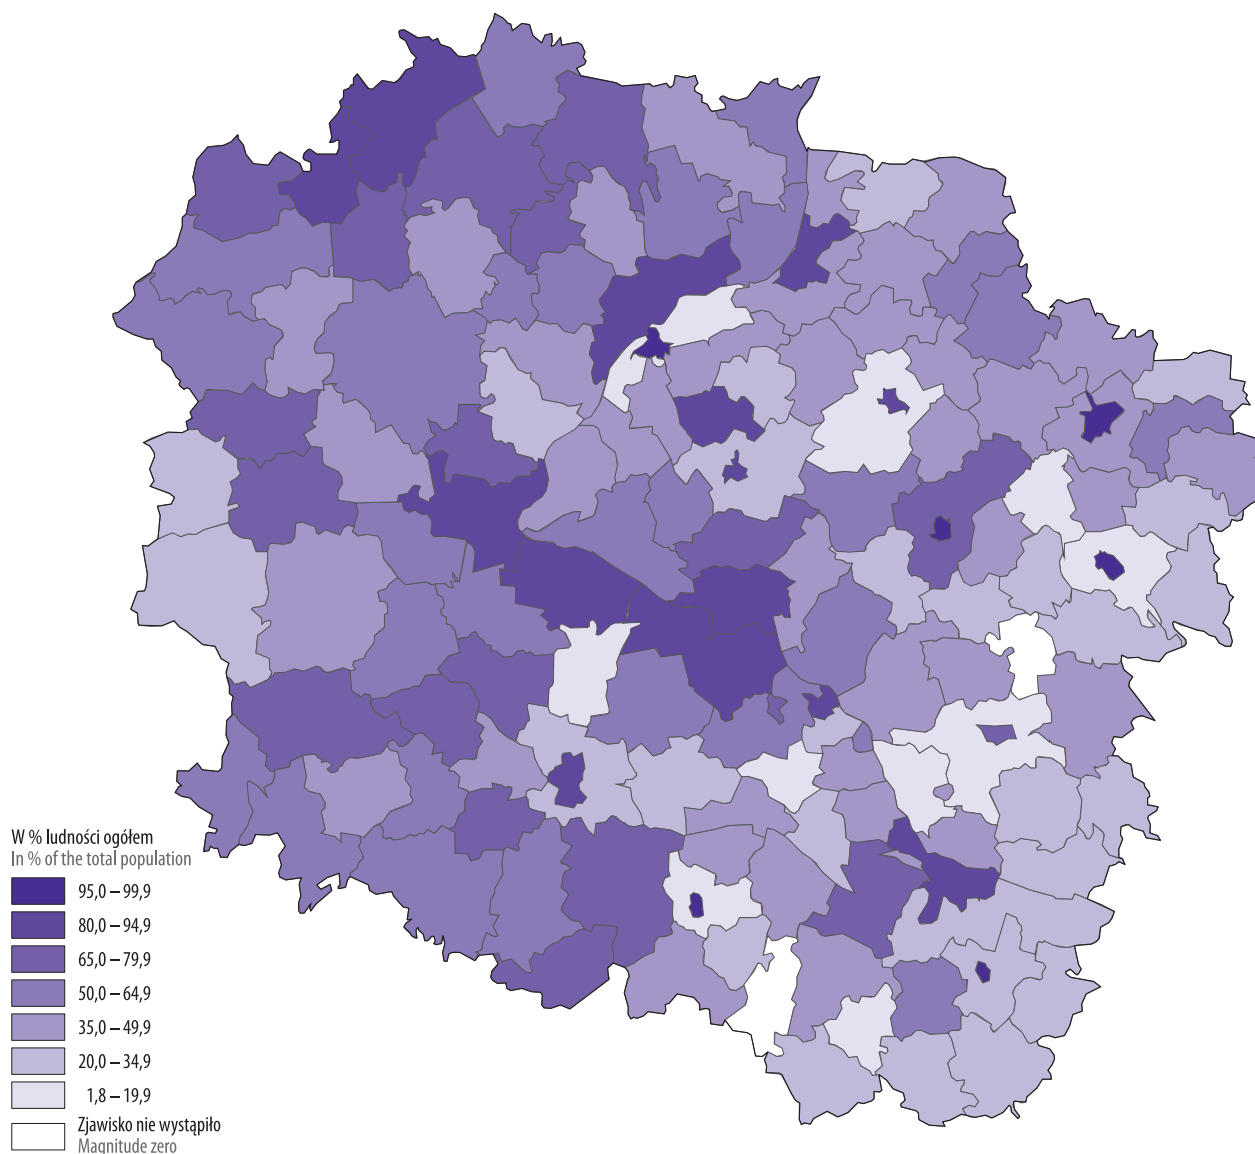 W % ludności ogółem
In % of the total population
95,0 – 99,9
80,0 – 94,9
65,0 – 79,9
50,0 – 64,9
35,0 – 49,9
20,0 – 34,9
1,8 – 19,9
Zjawisko nie wystąpiło
Magnitude zero